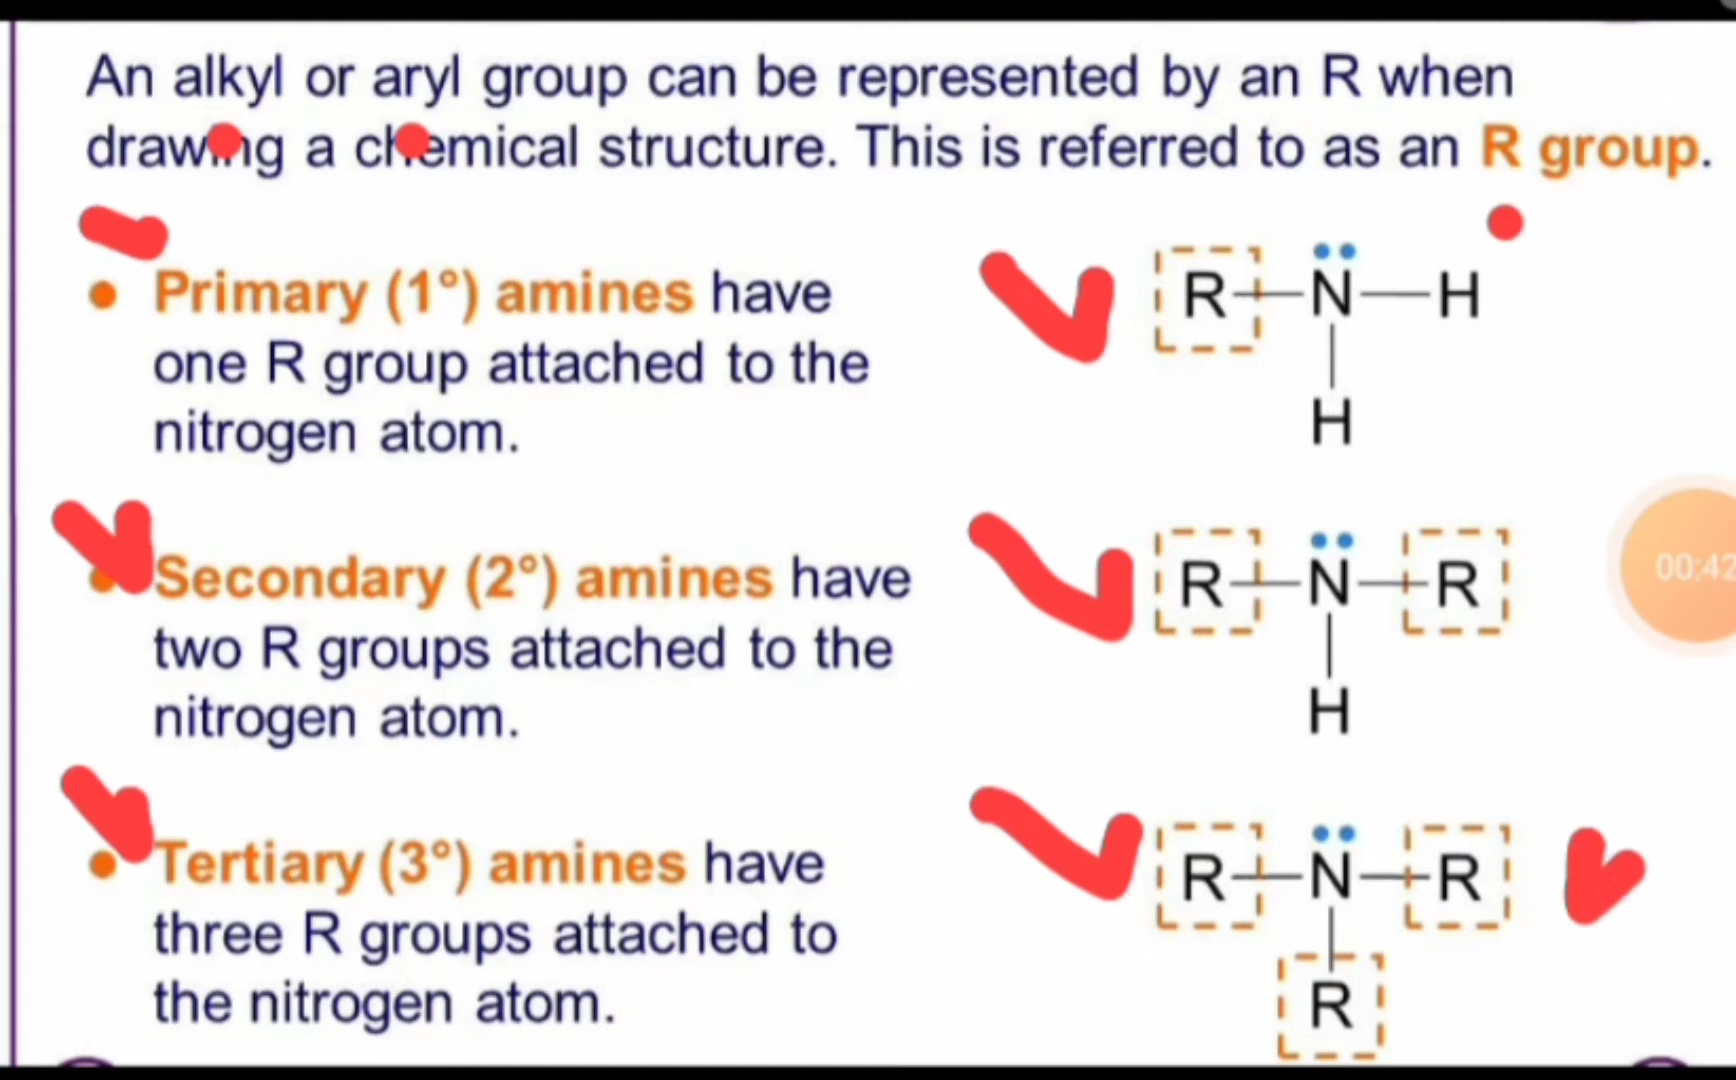 An alkyl or aryl group can be represented by an R when
drawing a chemical structure. This is referred to as an R group.
Primary (1°) amines have
one R group attached to the
nitrogen atom.
R N H
H
Secondary (2°) amines have
two R groups attached to the
nitrogen atom.
R N R
H
00:42
Tertiary (3°) amines have
three R groups attached to
the nitrogen atom.
R N R
R